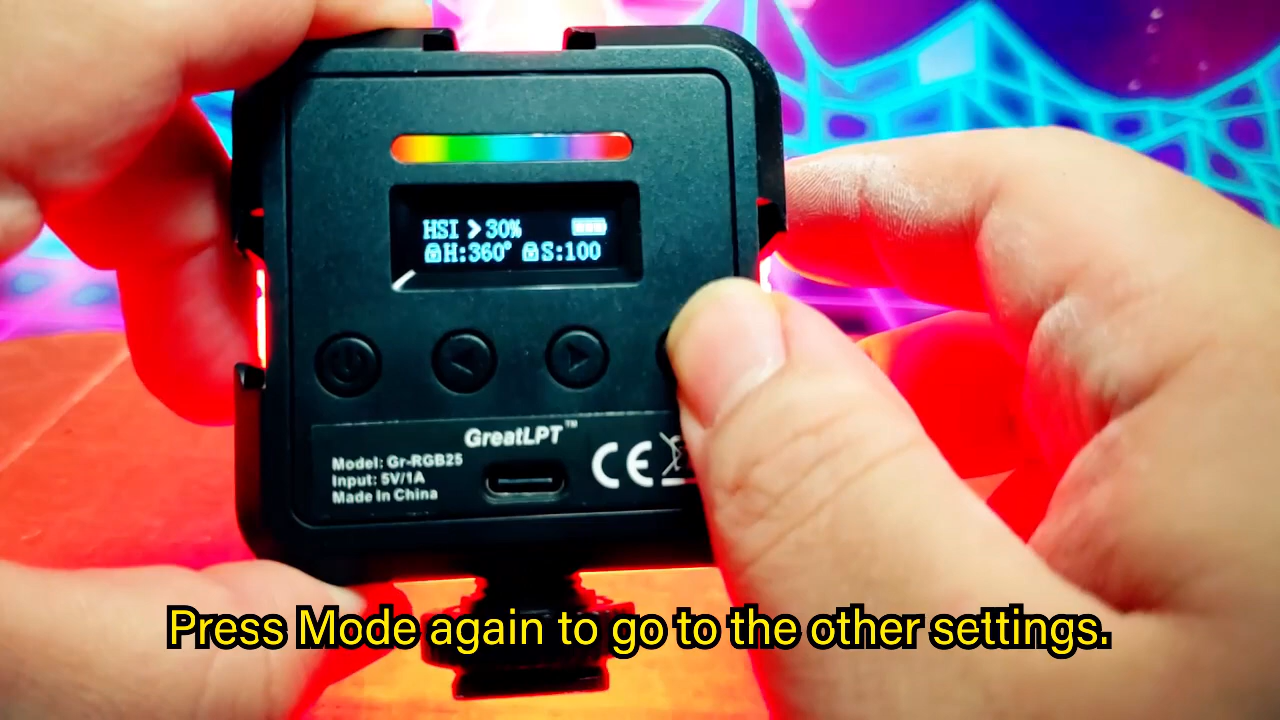 HSI 30%
H:360° S:100
GreatLPT™
Model: Gr-RGB25
Input: 5V/1A
Made In China
CE
Press Mode again to go to the other settings.